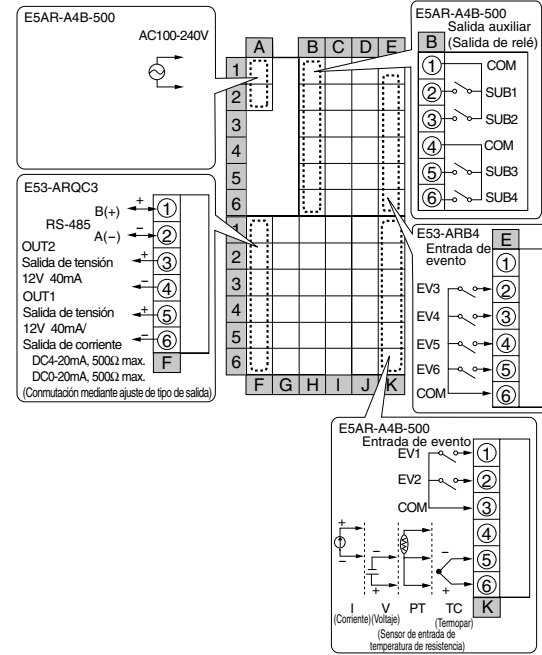 E5AR-A4B-500
AC100-240V
A B C D E
1
2
3
4
5
6
1
2
3
4
5
6
F G H I J K
E5AR-A4B-500
Salida auxiliar
(Salida de relé)
B
1 COM
2 SUB1
3 SUB2
4 COM
5 SUB3
6 SUB4
E53-ARQC3
RS-485
B(+) + 1
A(−) − 2
OUT2
Salida de tensión
12V 40mA
+ 3
− 4
OUT1
Salida de tensión
12V 40mA/
Salida de corriente
+ 5
− 6
DC4-20mA, 500Ω max.
DC0-20mA, 500Ω max.
F
(Conmutación mediante ajuste de tipo de salida)
E53-ARB4
Entrada de
evento
E
1
EV3 2
EV4 3
EV5 4
EV6 5
COM 6
E5AR-A4B-500
Entrada de evento
EV1 1
EV2 2
COM 3
4
5
6
+ − − + − +
I V PT TC K
(Corriente) (Voltaje) (Termopar)
(Sensor de entrada de
temperatura de resistencia)